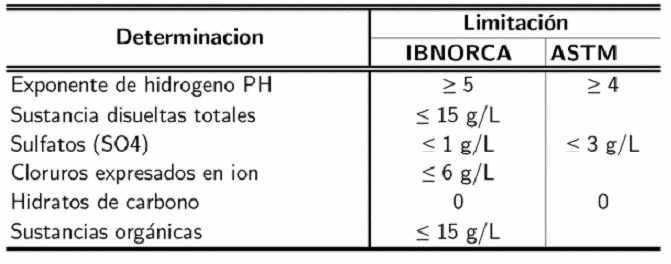 Determinacion Limitación
IBNORCA ASTM
Exponente de hidrogeno PH ≥ 5 ≥ 4
Sustancia disueltas totales ≤ 15 g/L
Sulfatos (SO4) < 1 g/L < 3 g/L
Cloruros expresados en ion ≤ 6 g/L
Hidratos de carbono 0 0
Sustancias orgánicas ≤ 15 g/L